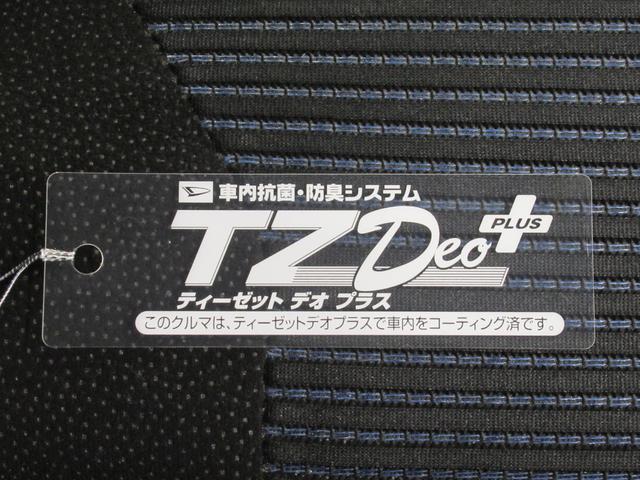 車内抗菌・防臭システム
TZ Deo PLUS
ティーゼット デオ プラス
このクルマは、ティーゼットデオプラスで車内をコーティング済です。